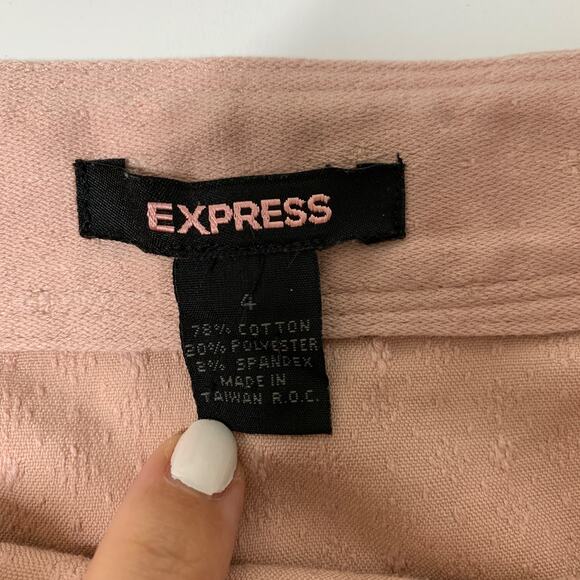 EXPRESS
4
78% COTTON
20% POLYESTER
2% SPANDEX
MADE IN
TAIWAN R.O.C.